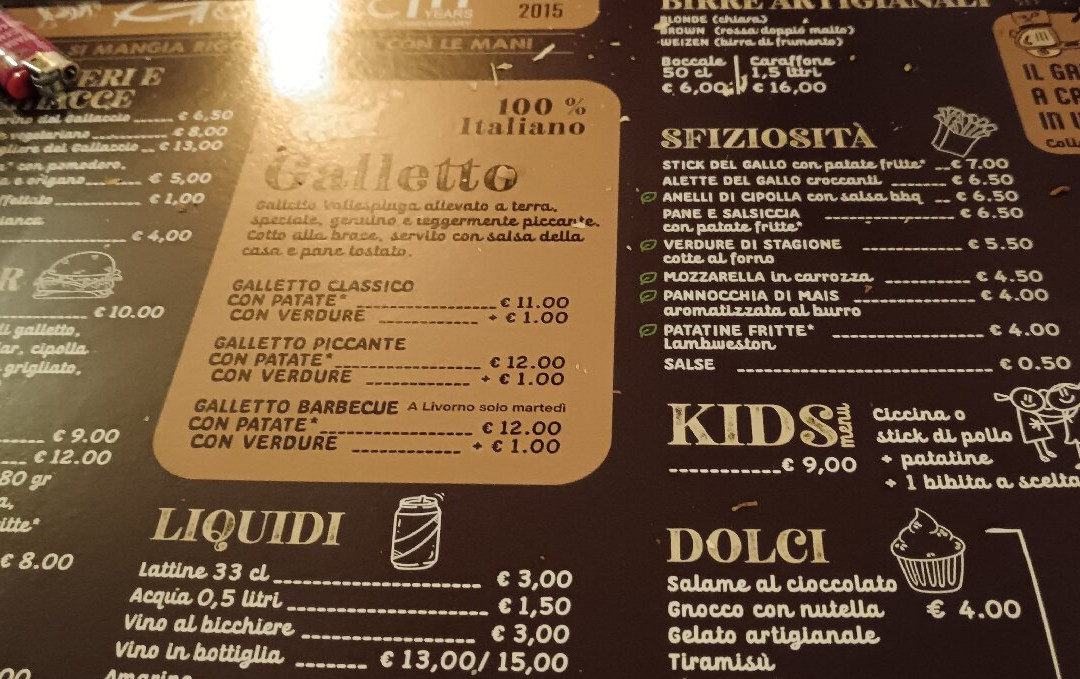 YEARS
ANNIVERSARY
2015
SI MANGIA CON LE MANI
€ 6,50
vegetariano € 8,00
del Gallaccio € 13,00
con pomodoro,
e origano € 5,00
€ 1,00
€ 4,00
R
€ 10.00
di galletto,
cipolla
grigliato,
€ 9.00
€ 12.00
80 gr
€ 8.00
100 %
Italiano
Galletto
Galletto Vallespluga allevato a terra,
speciale, genuino e leggermente piccante.
Cotto alla brace, servito con salsa della
casa e pane tostato.
GALLETTO CLASSICO
CON PATATE* € 11.00
CON VERDURE + € 1.00
GALLETTO PICCANTE
CON PATATE* € 12.00
CON VERDURE + € 1.00
GALLETTO BARBECUE A Livorno solo martedì
CON PATATE* € 12.00
CON VERDURE + € 1.00
LIQUIDI
Lattine 33 cl € 3,00
Acqua 0,5 litri € 1,50
Vino al bicchiere € 3,00
Vino in bottiglia € 13,00/ 15,00
BIRRE ARTIGIANALI
BLONDE (chiara)
BROWN (rossa doppio malto)
WEIZEN (birra di frumento)
Boccale Caraffone
50 cl 1,5 litri
€ 6,00 € 16,00
SFIZIOSITÀ
STICK DEL GALLO con patate fritte* € 7.00
ALETTE DEL GALLO croccanti € 6.50
ANELLI DI CIPOLLA con salsa bbq € 6.50
PANE E SALSICCIA € 6.50
con patate fritte*
VERDURE DI STAGIONE € 5.50
cotte al forno
MOZZARELLA in carrozza € 4.50
PANNOCCHIA DI MAIS € 4.00
aromatizzata al burro
PATATINE FRITTE* € 4.00
Lambweston
SALSE € 0.50
KIDS menu
€ 9,00
Ciccina o
stick di pollo
+ patatine
+ 1 bibita a scelta
DOLCI
Salame al cioccolato
Gnocco con nutella € 4.00
Gelato artigianale
Tiramisù
IL
A
IN